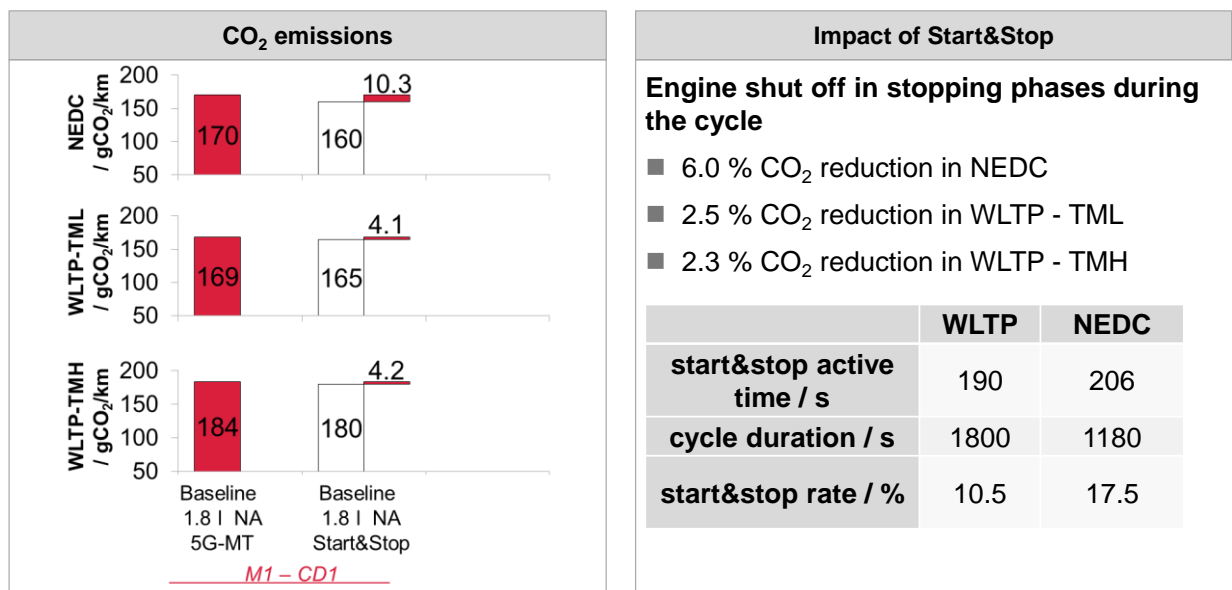 CO₂ emissions
NEDC
/ gCO₂/km
200
150
100
50
170
160
10.3
WLTP-TML
/ gCO₂/km
200
150
100
50
169
165
4.1
WLTP-TMH
/ gCO₂/km
200
150
100
50
184
180
4.2
Baseline
1.8 l NA
5G-MT
Baseline
1.8 l NA
Start&Stop
M1 – CD1
Impact of Start&Stop
Engine shut off in stopping phases during
the cycle
■ 6.0 % CO₂ reduction in NEDC
■ 2.5 % CO₂ reduction in WLTP - TML
■ 2.3 % CO₂ reduction in WLTP - TMH
WLTP NEDC
start&stop active
time / s 190 206
cycle duration / s 1800 1180
start&stop rate / % 10.5 17.5